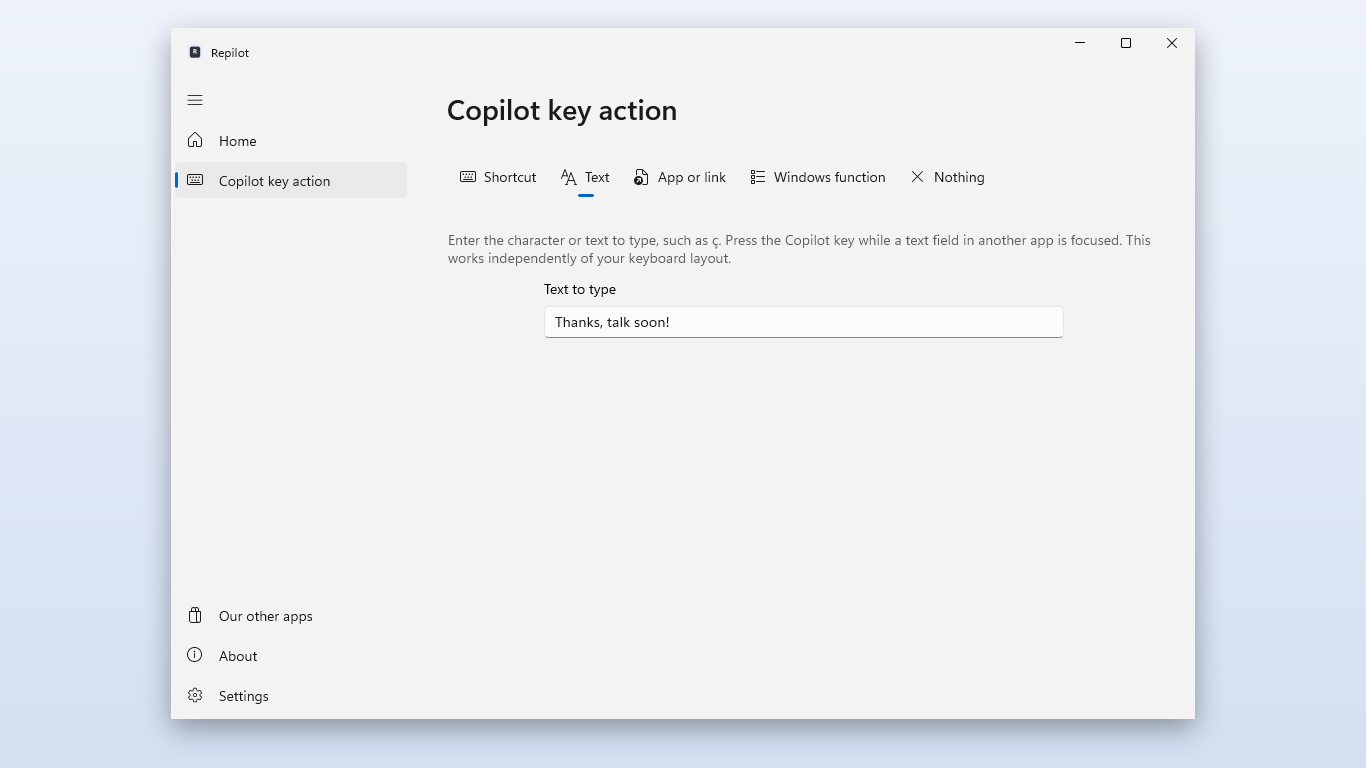 Repilot
Home
Copilot key action
Copilot key action
Shortcut
Text
App or link
Windows function
Nothing
Enter the character or text to type, such as ç. Press the Copilot key while a text field in another app is focused. This
works independently of your keyboard layout.
Text to type
Thanks, talk soon!
Our other apps
About
Settings